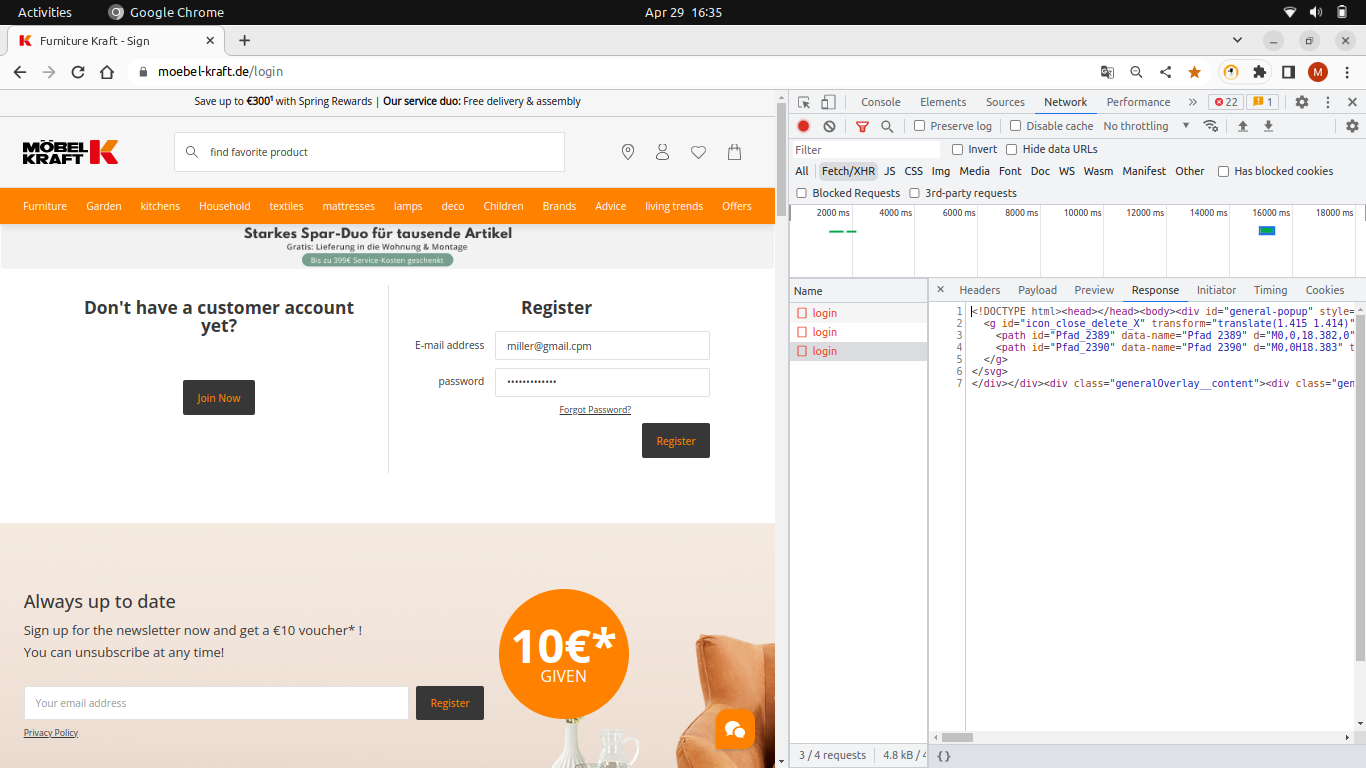 Activities
Google Chrome
Apr 29 16:35
Furniture Kraft - Sign
moebel-kraft.de/login
M
Save up to €300¹ with Spring Rewards | Our service duo: Free delivery & assembly
MÖBEL
KRAFT
find favorite product
Furniture Garden kitchens Household textiles mattresses lamps deco Children Brands Advice living trends Offers
Starkes Spar-Duo für tausende Artikel
Gratis: Lieferung in die Wohnung & Montage
Bis zu 399€ Service-Kosten geschenkt
Don't have a customer account
yet?
Join Now
Register
E-mail address
miller@gmail.cpm
password
•••••••••••••
Forgot Password?
Register
Always up to date
Sign up for the newsletter now and get a €10 voucher* !
You can unsubscribe at any time!
Your email address
Register
Privacy Policy
10€*
GIVEN
Console Elements Sources Network Performance » 22 1
Preserve log Disable cache No throttling
Filter Invert Hide data URLs
All Fetch/XHR JS CSS Img Media Font Doc WS Wasm Manifest Other Has blocked cookies
Blocked Requests 3rd-party requests
2000 ms 4000 ms 6000 ms 8000 ms 10000 ms 12000 ms 14000 ms 16000 ms 18000 ms
Name
login
login
login
3 / 4 requests 4.8 kB / 4
Headers Payload Preview Response Initiator Timing Cookies
1 <!DOCTYPE html><head></head><body><div id="general-popup" style=
2 <g id="icon_close_delete_X" transform="translate(1.415 1.414)"
3 <path id="Pfad_2389" data-name="Pfad 2389" d="M0,0,18.382,0"
4 <path id="Pfad_2390" data-name="Pfad 2390" d="M0,0H18.383" t
5 </g>
6 </svg>
7 </div></div><div class="generalOverlay__content"><div class="gen
{}